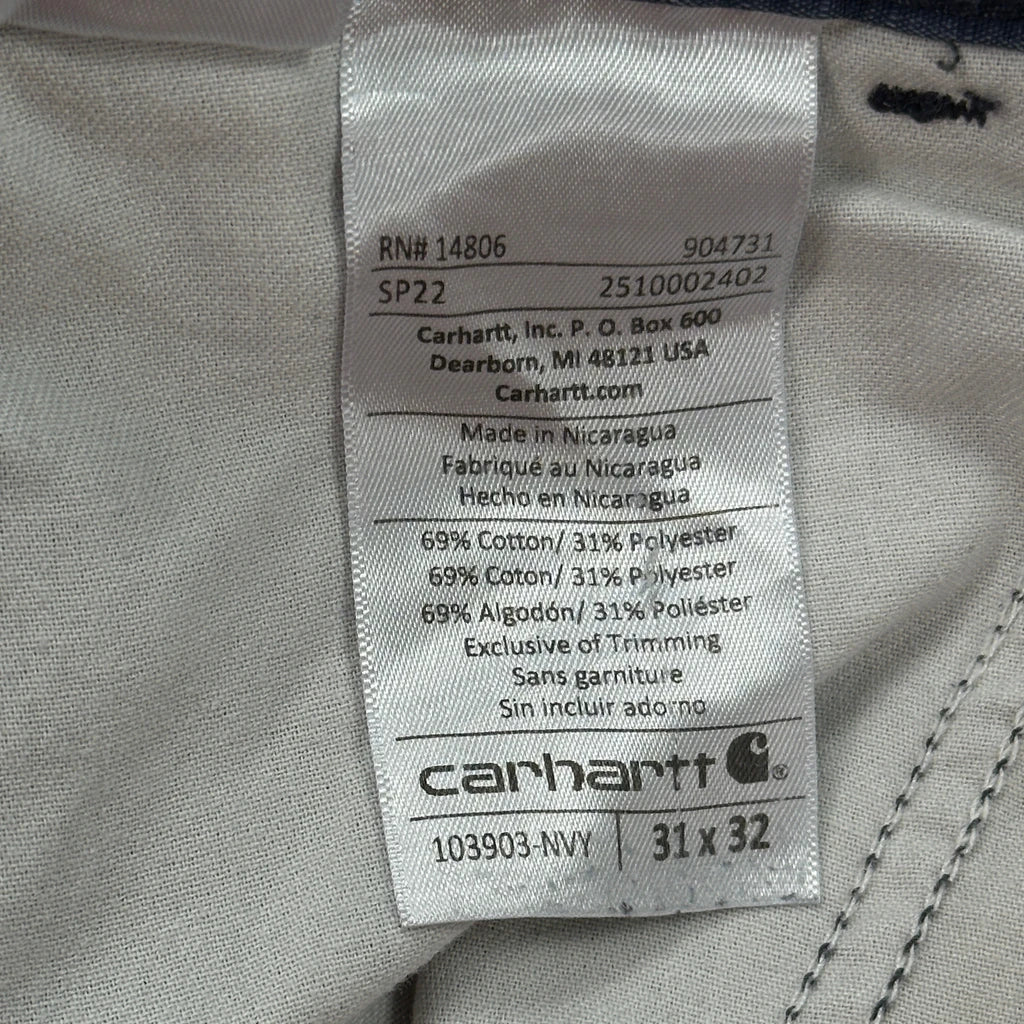 RN# 14806 904731
SP22 2510002402
Carhartt, Inc. P. O. Box 600
Dearborn, MI 48121 USA
Carhartt.com
Made in Nicaragua
Fabriqué au Nicaragua
Hecho en Nicaragua
69% Cotton/ 31% Polyester
69% Coton/ 31% Polyester
69% Algodón/ 31% Poliéster
Exclusive of Trimming
Sans garniture
Sin incluir adorno
carhartt ®
103903-NVY | 31 x 32